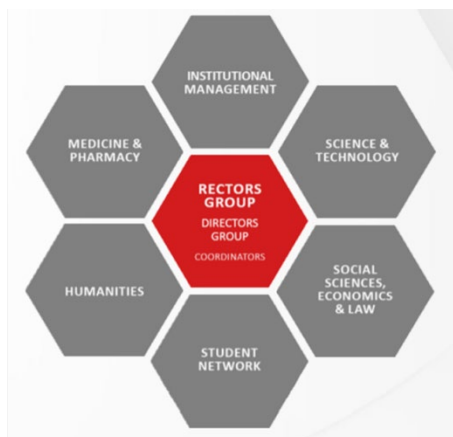 INSTITUTIONAL
MANAGEMENT
MEDICINE &
PHARMACY
SCIENCE &
TECHNOLOGY
RECTORS
GROUP
DIRECTORS
GROUP
COORDINATORS
HUMANITIES
SOCIAL
SCIENCES,
ECONOMICS
& LAW
STUDENT
NETWORK